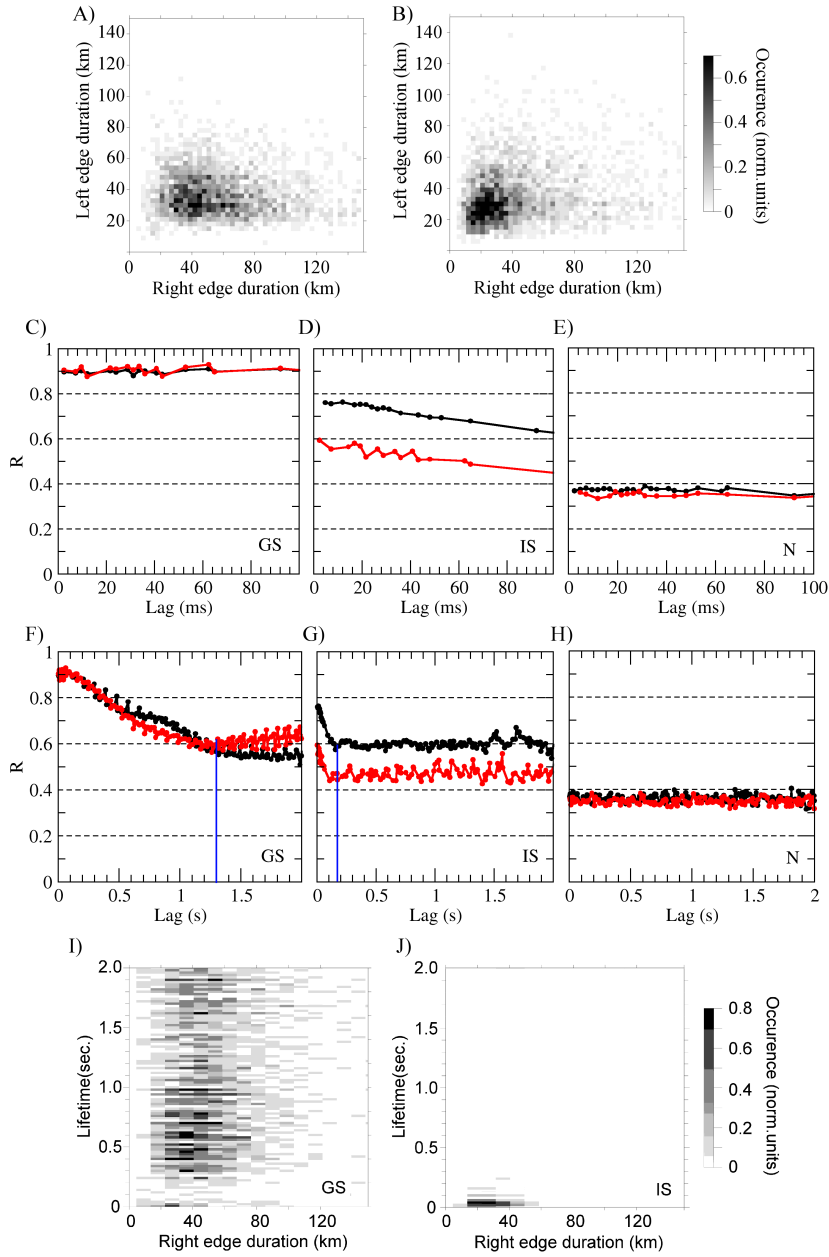 A)
B)
Left edge duration (km)
140
120
100
80
60
40
20
0
40
80
120
Right edge duration (km)
Left edge duration (km)
140
120
100
80
60
40
20
0
40
80
120
Right edge duration (km)
0.6
0.4
0.2
0
Occurence (norm.units)
C)
D)
E)
R
1
0.8
0.6
0.4
0.2
0
GS
0
20
40
60
80
Lag (ms)
IS
0
20
40
60
80
Lag (ms)
N
0
20
40
60
80
100
Lag (ms)
F)
G)
H)
R
1
0.8
0.6
0.4
0.2
0
GS
0
0.5
1
1.5
Lag (s)
IS
0
0.5
1
1.5
Lag (s)
N
0
0.5
1
1.5
2
Lag (s)
I)
J)
Lifetime(sec.)
2.0
1.5
1.0
0.5
0
GS
0
40
80
120
Right edge duration (km)
Lifetime(sec.)
2.0
1.5
1.0
0.5
0
IS
0
40
80
120
Right edge duration (km)
0.8
0.6
0.4
0.2
0
Occurence (norm.units)